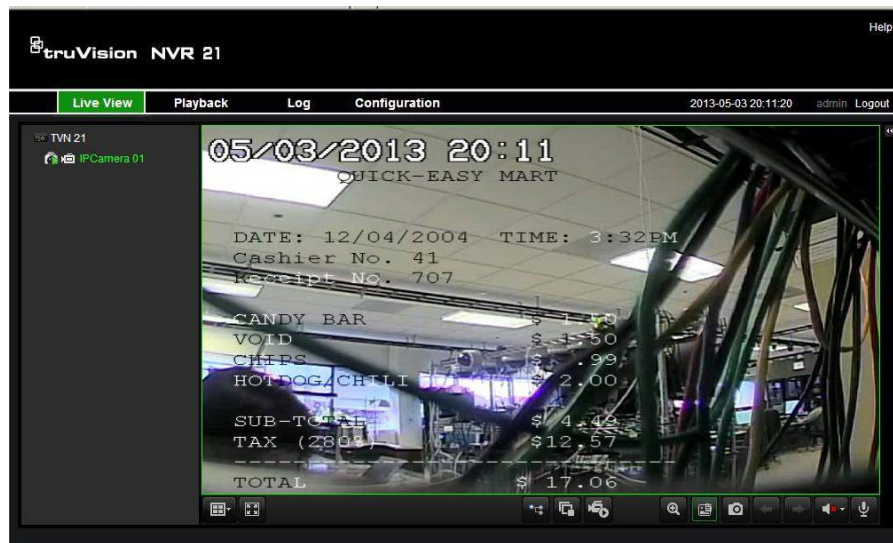 Help
truVision NVR 21
Live View Playback Log Configuration 2013-05-03 20:11:20 admin Logout
TVN 21
IPCamera 01
05/03/2013 20:11
QUICK-EASY MART
DATE: 12/04/2004 TIME: 3:32PM
Cashier No. 41
Receipt No. 707
CANDY BAR $ 1.50
VOID $ 1.50
CHIPS $ .99
HOTDOG/CHILI $ 2.00
SUB-TOTAL $ 4.49
TAX (280%) $12.57
TOTAL $ 17.06